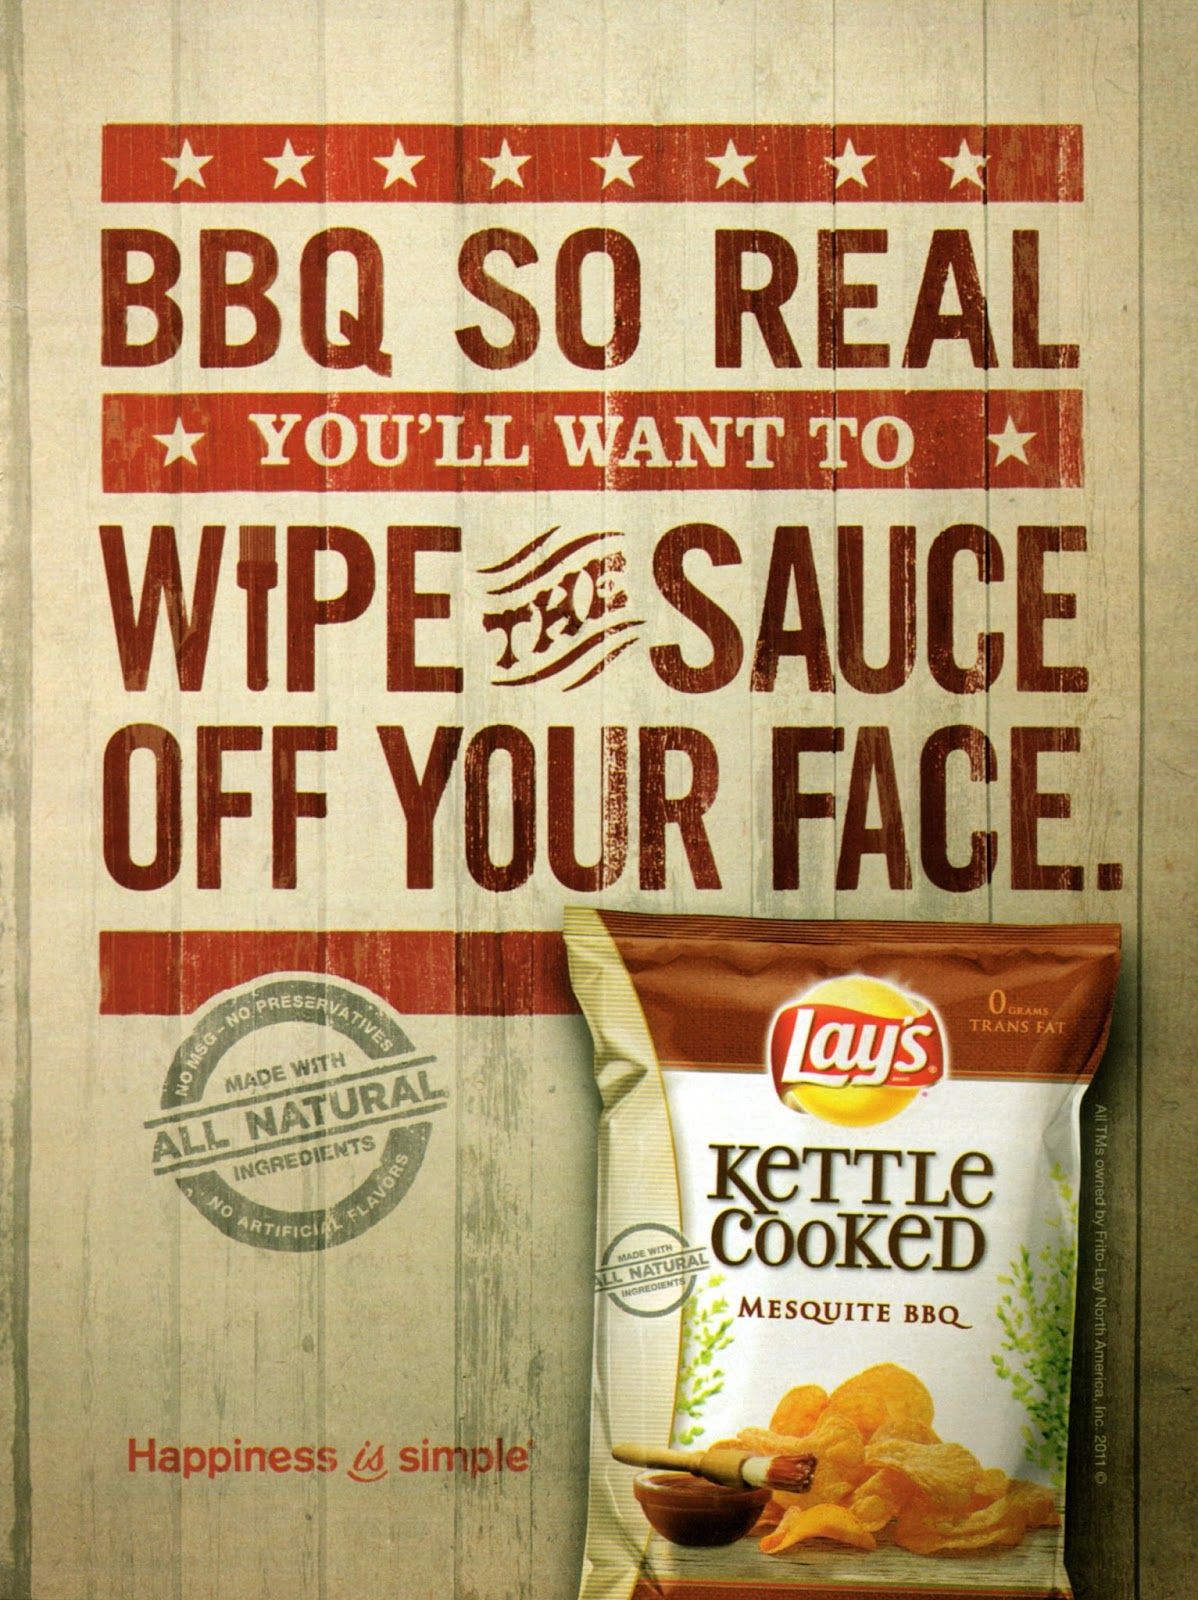 BBQ SO REAL
YOU'LL WANT TO
WIPE THE SAUCE
OFF YOUR FACE.
NO MSG - NO PRESERVATIVES
MADE WITH
ALL NATURAL
INGREDIENTS
NO ARTIFICIAL FLAVORS
Happiness is simple
Lay's
BRAND
0 GRAMS
TRANS FAT
KETTLE
COOKED
MESQUITE BBQ
MADE WITH
ALL NATURAL
INGREDIENTS
All TMs owned by Frito-Lay North America, Inc. 2011 ©